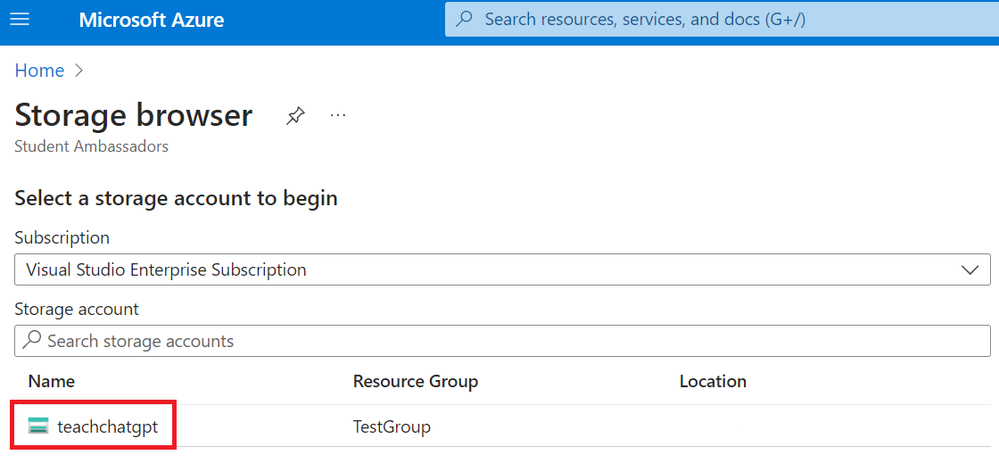 Microsoft Azure
Search resources, services, and docs (G+/)
Home
Storage browser
...
Student Ambassadors
Select a storage account to begin
Subscription
Visual Studio Enterprise Subscription
Storage account
Search storage accounts
Name Resource Group Location
teachchatgpt TestGroup